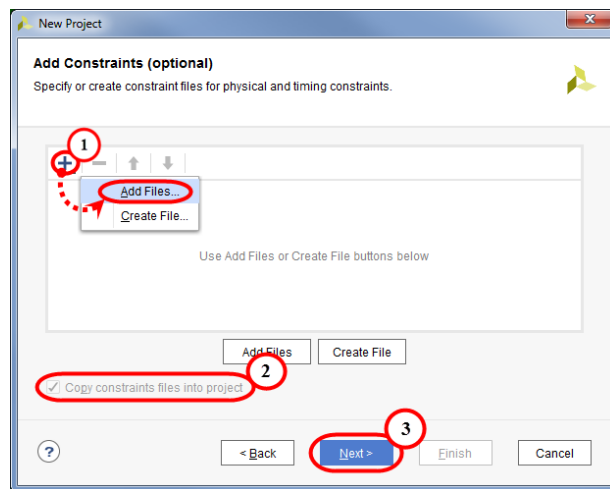 New Project
Add Constraints (optional)
Specify or create constraint files for physical and timing constraints.
1
Add Files...
Create File...
Use Add Files or Create File buttons below
Add Files
Create File
2
Copy constraints files into project
3
?
< Back
Next >
Finish
Cancel